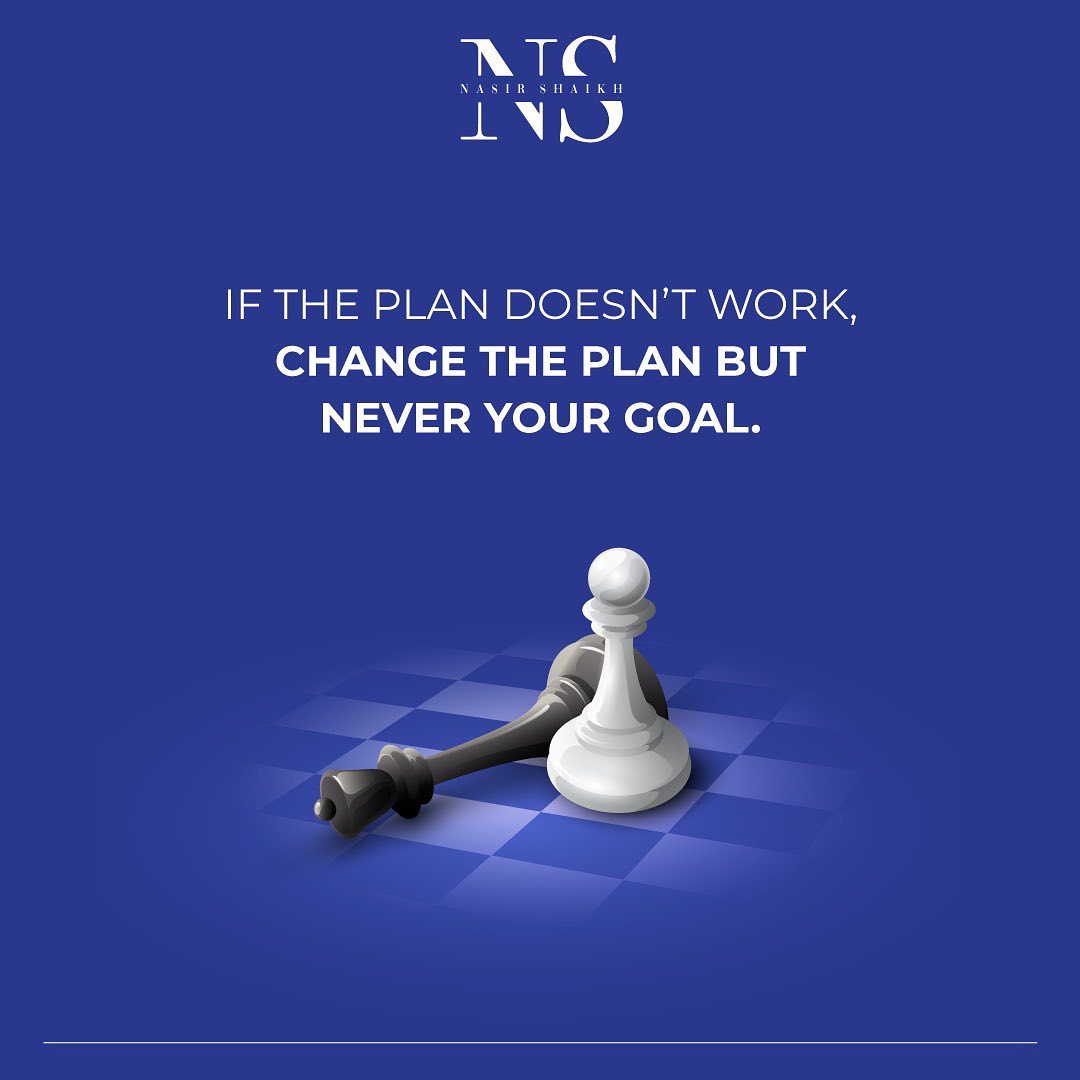 NS
NASIR SHAIKH
IF THE PLAN DOESN’T WORK,
CHANGE THE PLAN BUT
NEVER YOUR GOAL.